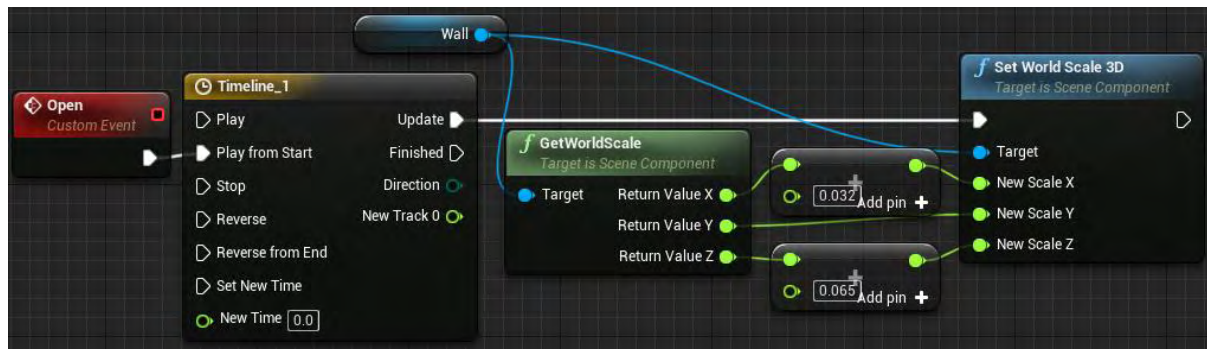 Wall
Open
Custom Event
Timeline_1
Play
Update
Play from Start
Finished
Stop
Direction
Reverse
New Track 0
Reverse from End
Set New Time
New Time 0.0
f GetWorldScale
Target is Scene Component
Target
Return Value X
Return Value Y
Return Value Z
0.032
Add pin +
0.065
Add pin +
f Set World Scale 3D
Target is Scene Component
Target
New Scale X
New Scale Y
New Scale Z